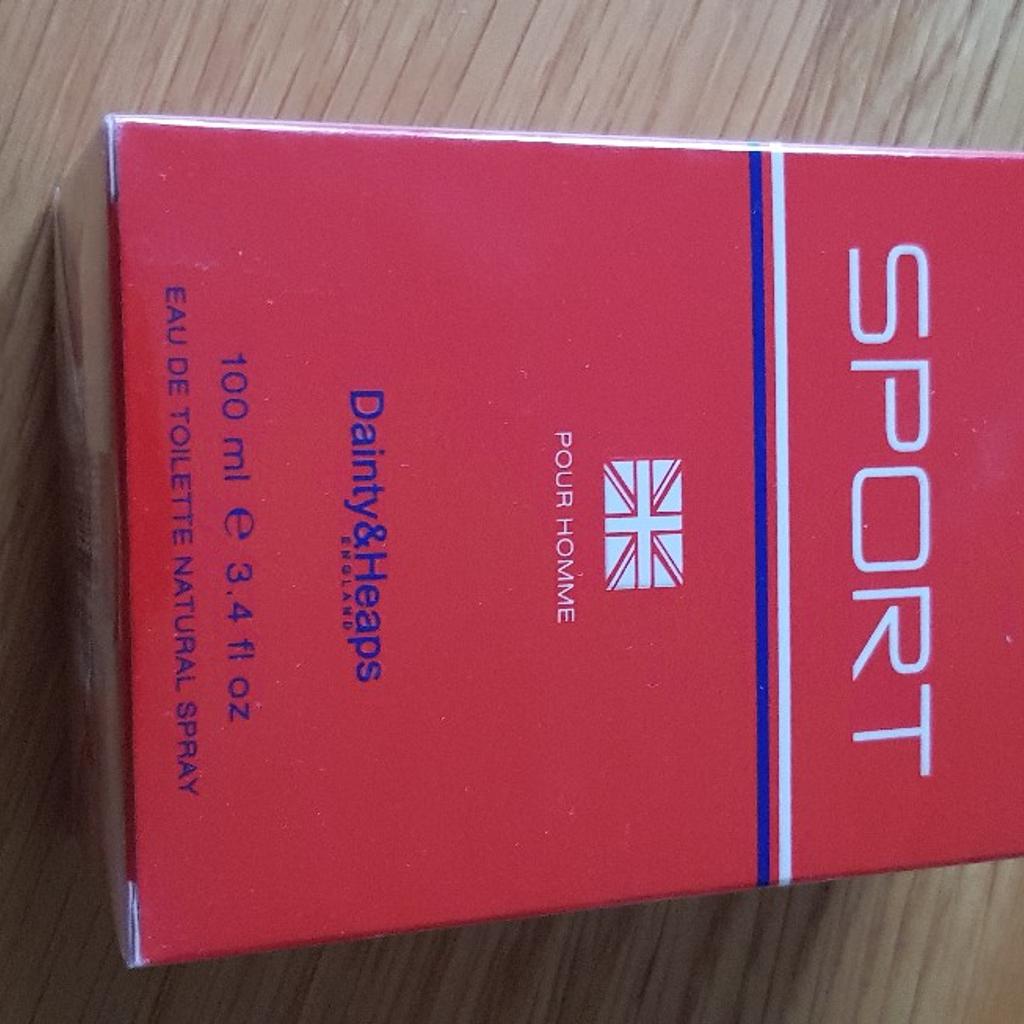 SPORT
POUR HOMME
Dainty&Heaps
ENGLAND
100 ml e 3.4 fl oz
EAU DE TOILETTE NATURAL SPRAY